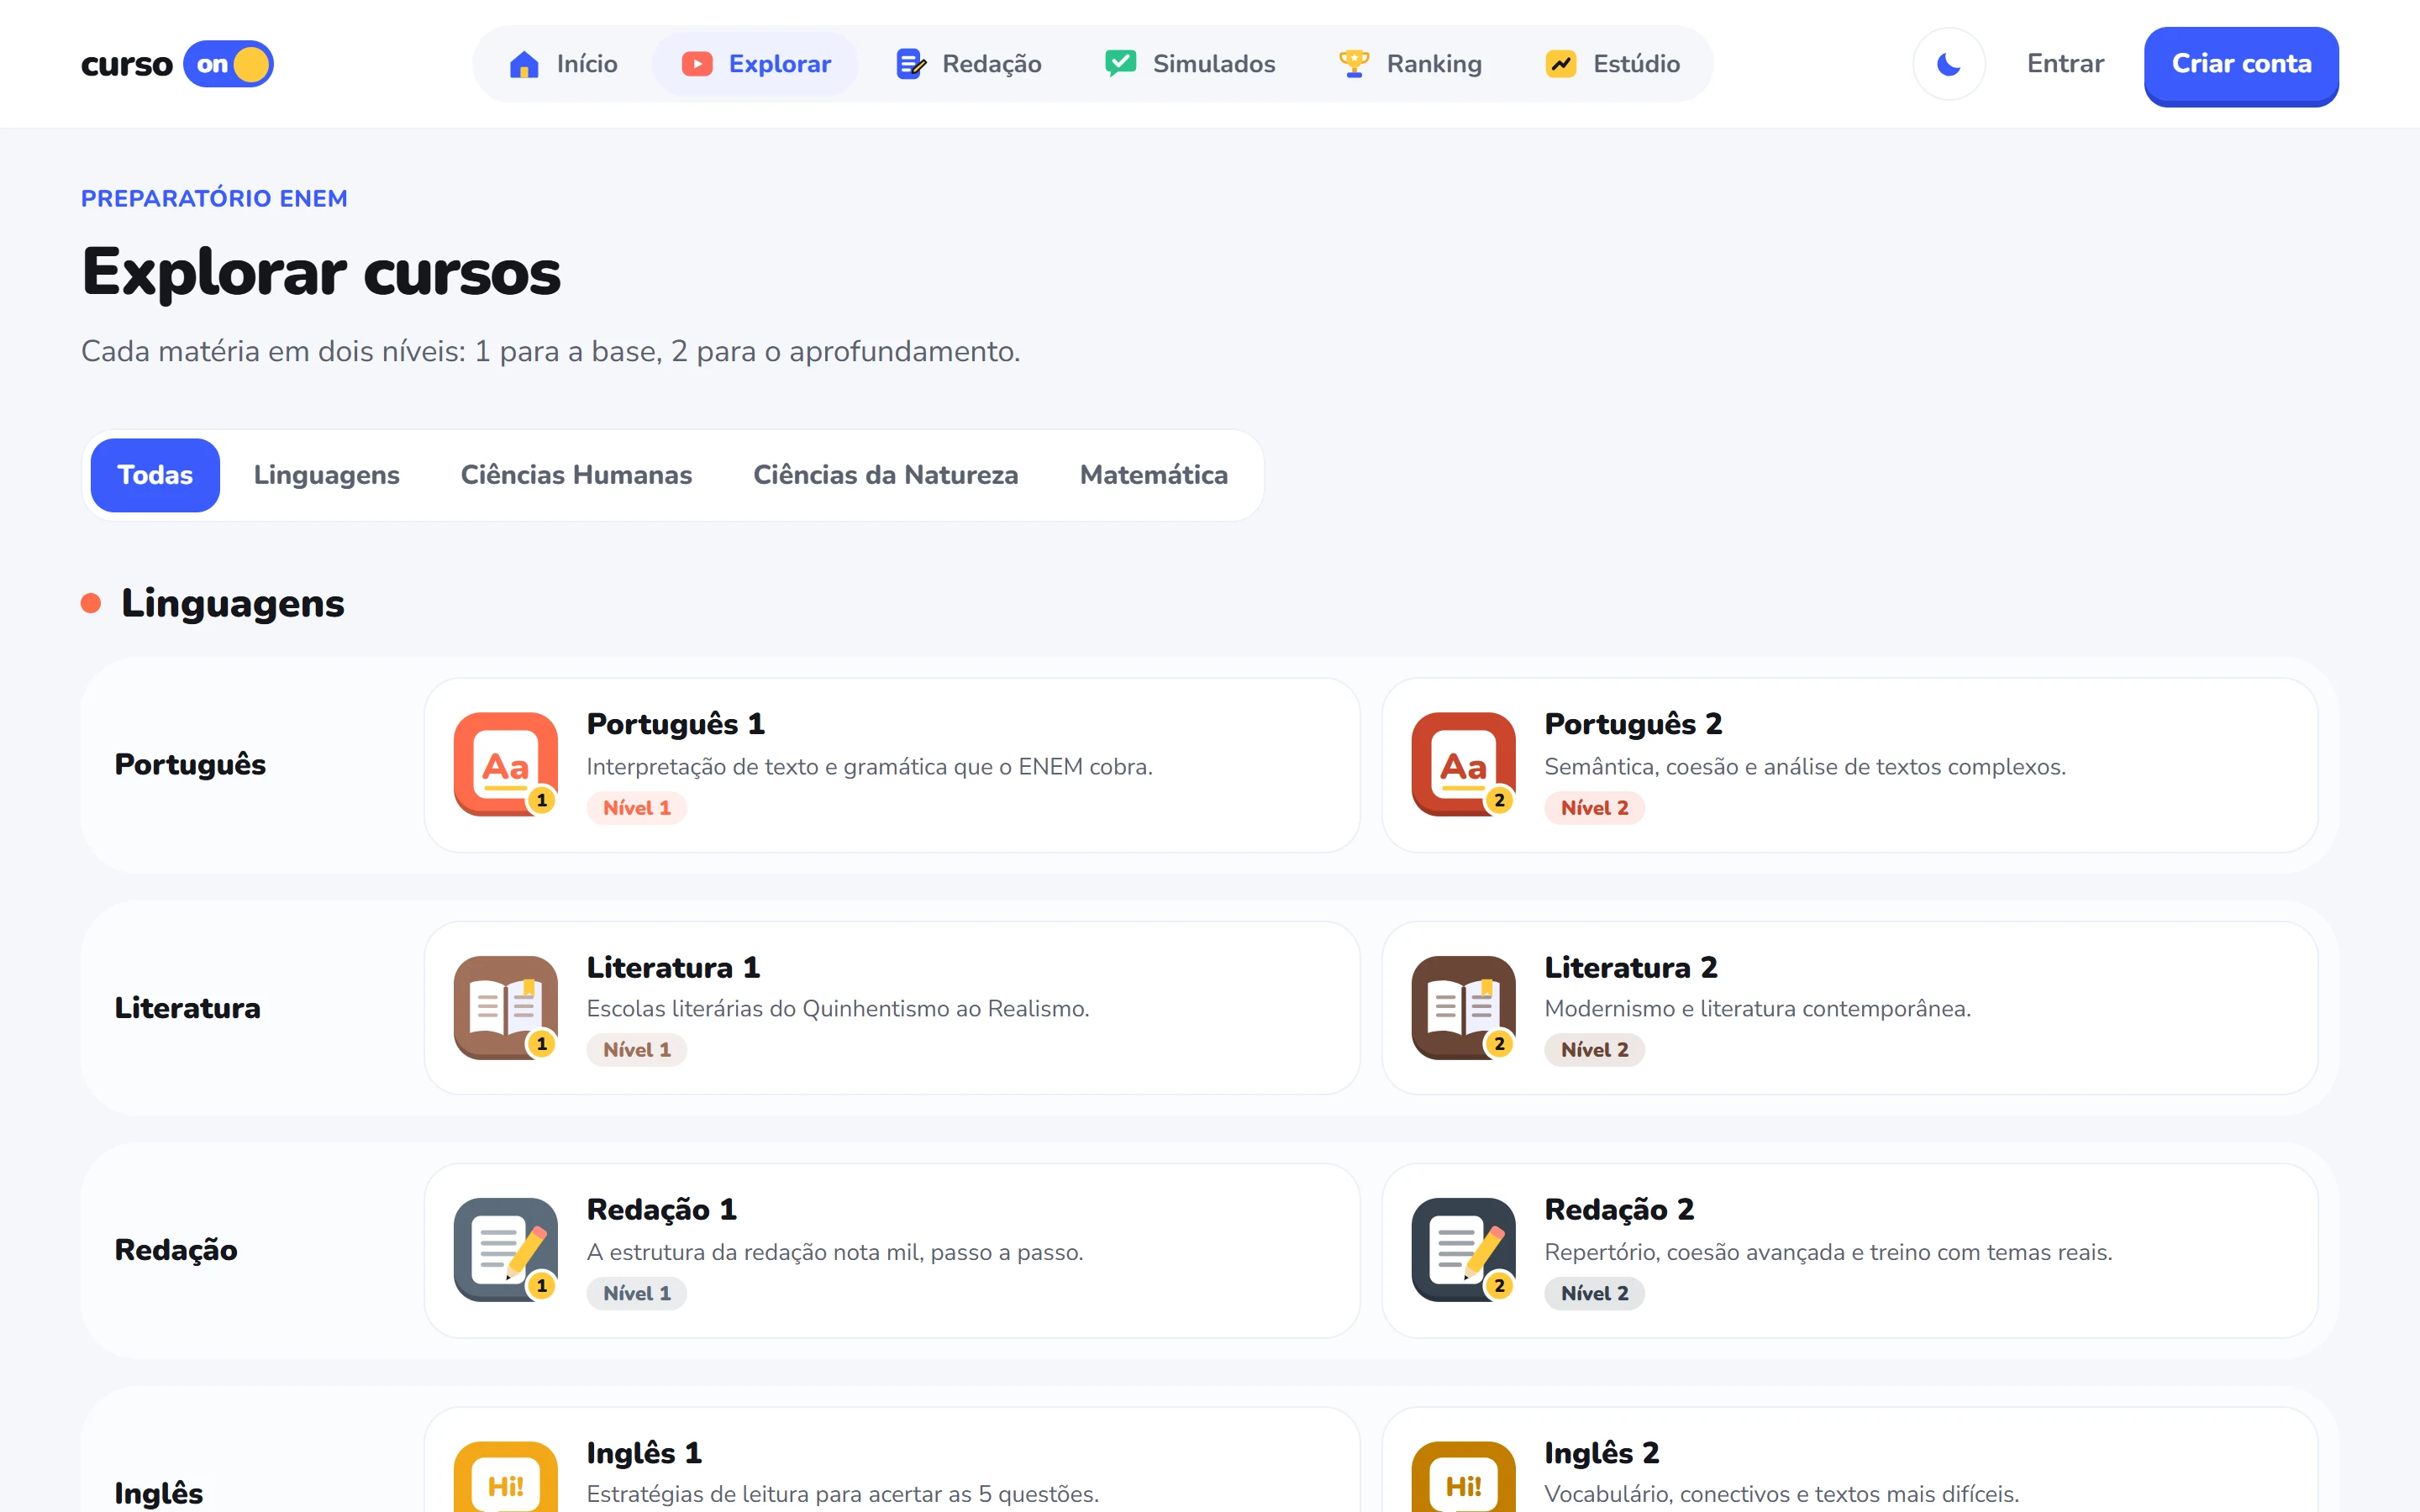 curso on
Início
Explorar
Redação
Simulados
Ranking
Estúdio
Entrar
Criar conta
PREPARATÓRIO ENEM
Explorar cursos
Cada matéria em dois níveis: 1 para a base, 2 para o aprofundamento.
Todas
Linguagens
Ciências Humanas
Ciências da Natureza
Matemática
Linguagens
Português
Aa
1
Português 1
Interpretação de texto e gramática que o ENEM cobra.
Nível 1
Aa
2
Português 2
Semântica, coesão e análise de textos complexos.
Nível 2
Literatura
1
Literatura 1
Escolas literárias do Quinhentismo ao Realismo.
Nível 1
2
Literatura 2
Modernismo e literatura contemporânea.
Nível 2
Redação
1
Redação 1
A estrutura da redação nota mil, passo a passo.
Nível 1
2
Redação 2
Repertório, coesão avançada e treino com temas reais.
Nível 2
Inglês
Hi!
Inglês 1
Estratégias de leitura para acertar as 5 questões.
Hi!
Inglês 2
Vocabulário, conectivos e textos mais difíceis.